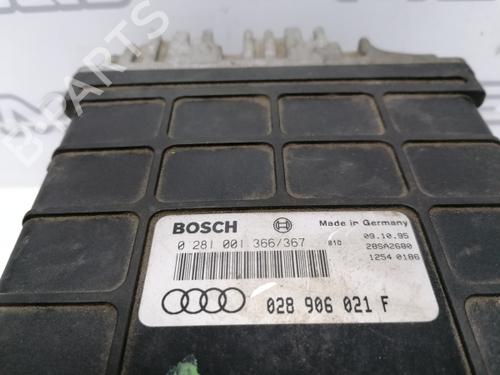 B-PARTS
BOSCH
Made in Germany
0 281 001 366/367
810
09.10.95
28SA2680
1254 0186
028 906 021 F